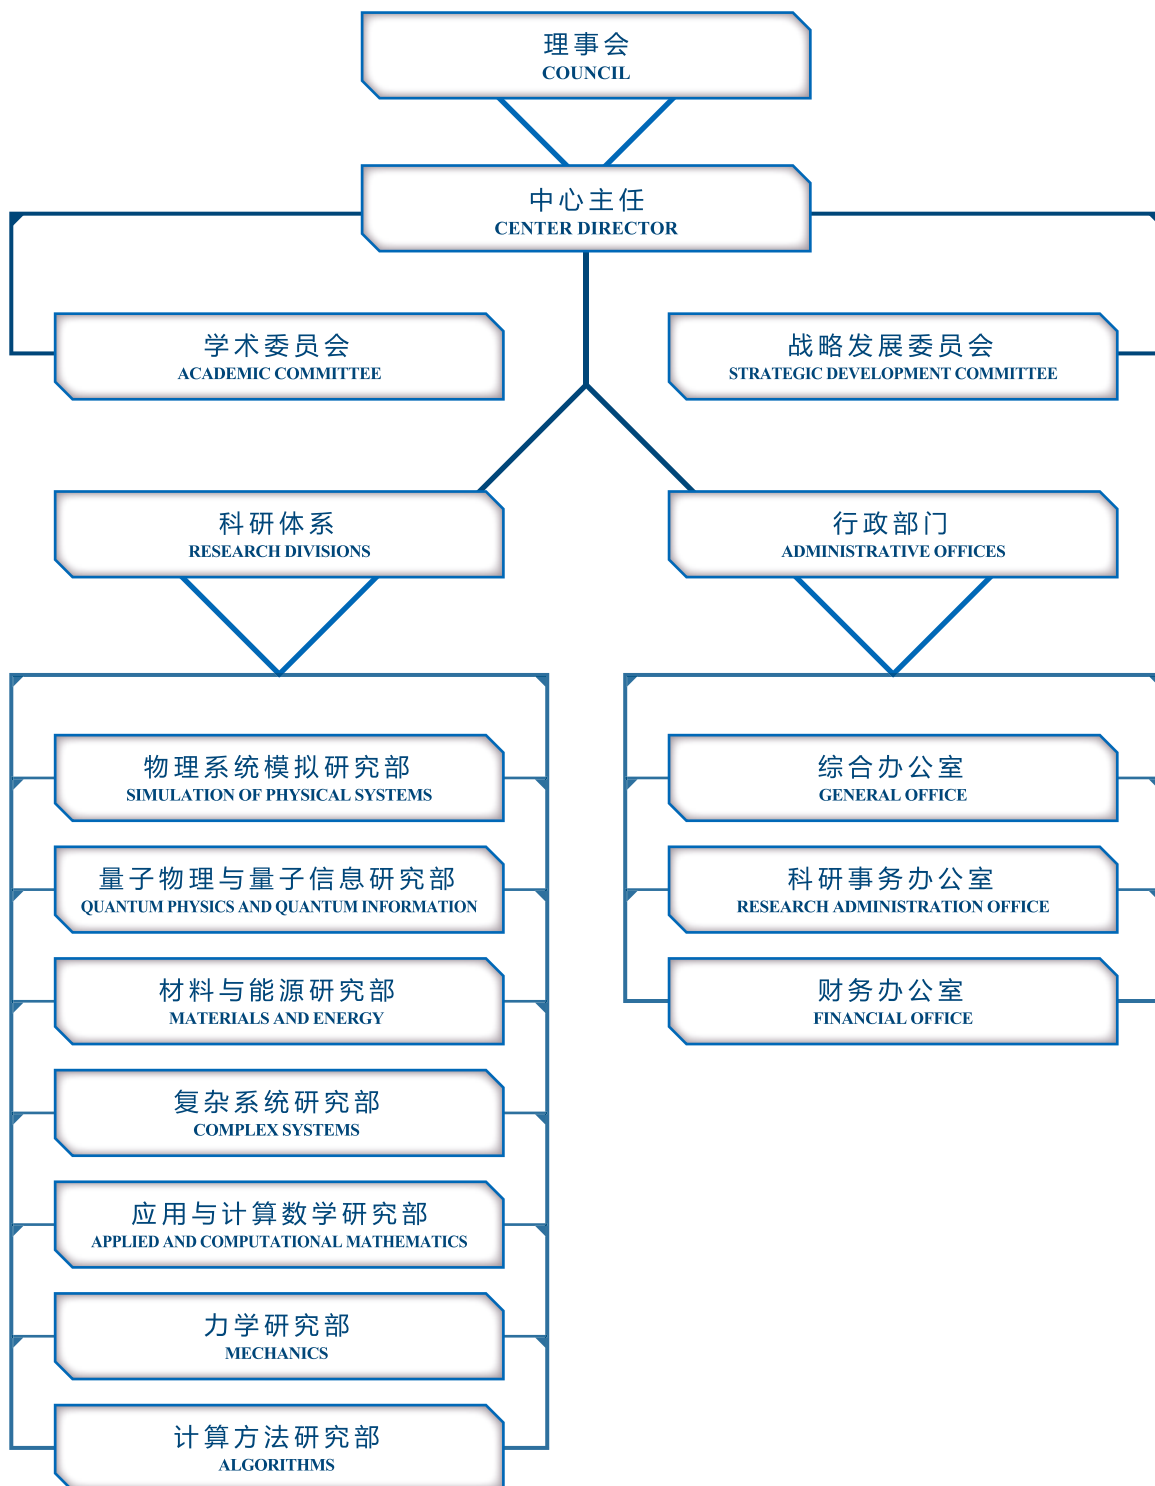 理事会
COUNCIL
中心主任
CENTER DIRECTOR
学术委员会
ACADEMIC COMMITTEE
战略发展委员会
STRATEGIC DEVELOPMENT COMMITTEE
科研体系
RESEARCH DIVISIONS
行政部门
ADMINISTRATIVE OFFICES
物理系统模拟研究部
SIMULATION OF PHYSICAL SYSTEMS
量子物理与量子信息研究部
QUANTUM PHYSICS AND QUANTUM INFORMATION
材料与能源研究部
MATERIALS AND ENERGY
复杂系统研究部
COMPLEX SYSTEMS
应用与计算数学研究部
APPLIED AND COMPUTATIONAL MATHEMATICS
力学研究部
MECHANICS
计算方法研究部
ALGORITHMS
综合办公室
GENERAL OFFICE
科研事务办公室
RESEARCH ADMINISTRATION OFFICE
财务办公室
FINANCIAL OFFICE